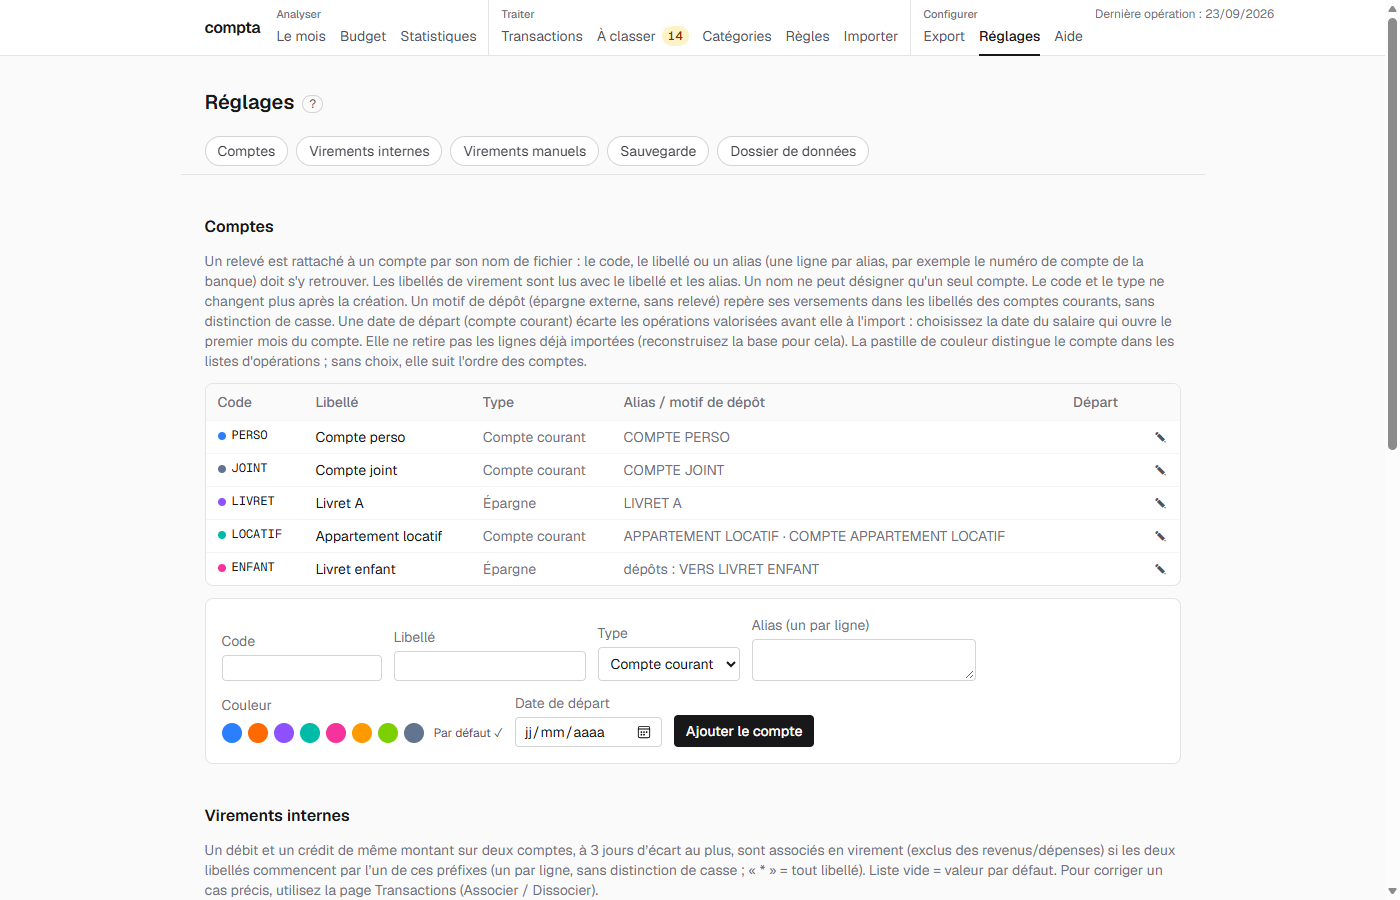 compta
Analyser
Le mois Budget Statistiques
Traiter
Transactions À classer 14 Catégories Règles Importer
Configurer
Export Réglages Aide
Dernière opération : 23/09/2026
Réglages ?
Comptes Virements internes Virements manuels Sauvegarde Dossier de données
Comptes
Un relevé est rattaché à un compte par son nom de fichier : le code, le libellé ou un alias (une ligne par alias, par exemple le numéro de compte de la
banque) doit s'y retrouver. Les libellés de virement sont lus avec le libellé et les alias. Un nom ne peut désigner qu'un seul compte. Le code et le type ne
changent plus après la création. Un motif de dépôt (épargne externe, sans relevé) repère ses versements dans les libellés des comptes courants, sans
distinction de casse. Une date de départ (compte courant) écarte les opérations valorisées avant elle à l'import : choisissez la date du salaire qui ouvre le
premier mois du compte. Elle ne retire pas les lignes déjà importées (reconstruisez la base pour cela). La pastille de couleur distingue le compte dans les
listes d'opérations ; sans choix, elle suit l'ordre des comptes.
Code Libellé Type Alias / motif de dépôt Départ
PERSO Compte perso Compte courant COMPTE PERSO
JOINT Compte joint Compte courant COMPTE JOINT
LIVRET Livret A Épargne LIVRET A
LOCATIF Appartement locatif Compte courant APPARTEMENT LOCATIF · COMPTE APPARTEMENT LOCATIF
ENFANT Livret enfant Épargne dépôts : VERS LIVRET ENFANT
Code Libellé Type Alias (un par ligne)
Compte courant
Couleur Date de départ
Par défaut ✓ jj/mm/aaaa Ajouter le compte
Virements internes
Un débit et un crédit de même montant sur deux comptes, à 3 jours d'écart au plus, sont associés en virement (exclus des revenus/dépenses) si les deux
libellés commencent par l'un de ces préfixes (un par ligne, sans distinction de casse ; « * » = tout libellé). Liste vide = valeur par défaut. Pour corriger un
cas précis, utilisez la page Transactions (Associer / Dissocier).